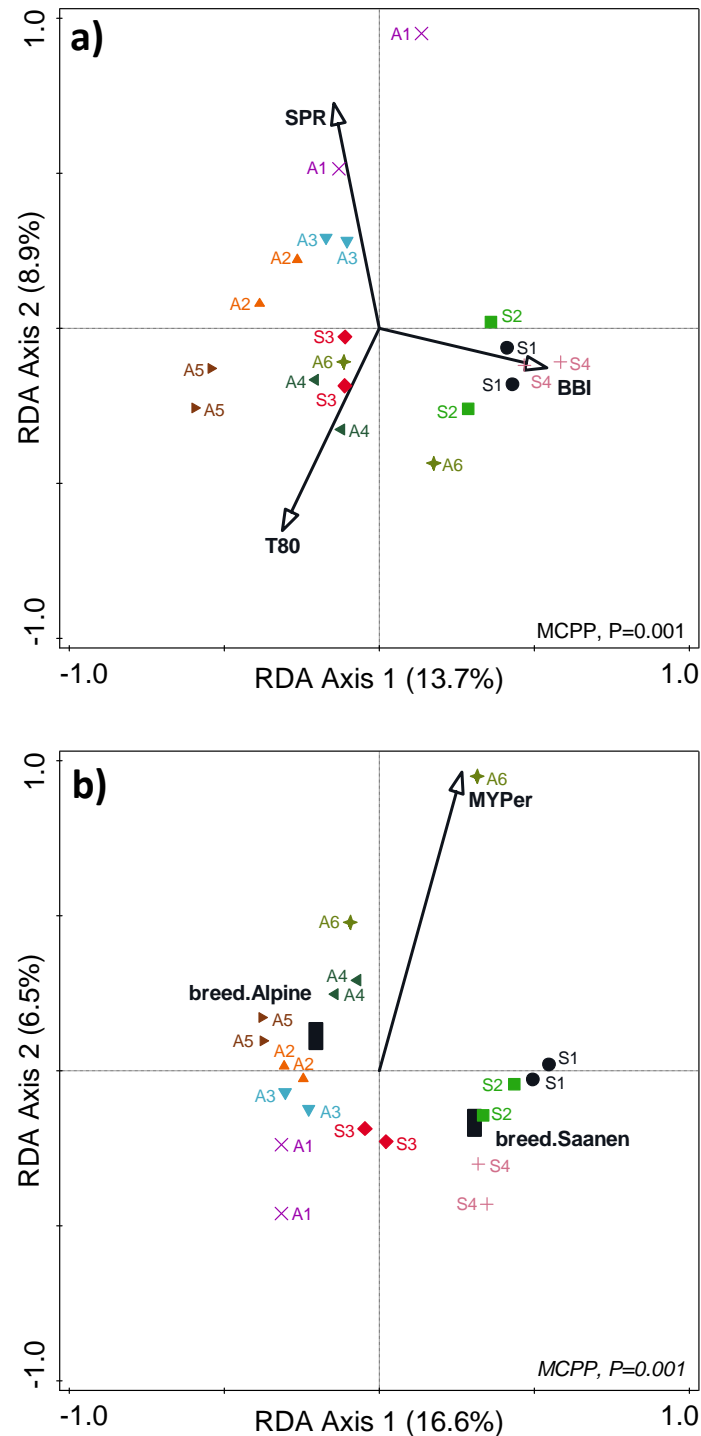 a)
1.0
A1
SPR
A1
A3
A3
A2
A2
S3
A6
A4
S3
A5
A5
A4
T80
S2
S1
S4
S4
S1
BBI
S2
A6
RDA Axis 2 (8.9%)
-1.0
MCPP, P=0.001
-1.0
RDA Axis 1 (13.7%)
1.0
b)
1.0
A6
MYPer
A6
A4
A4
breed.Alpine
A5
A5
A2
A2
A3
A3
S1
S1
S2
S2
S3
S3
breed.Saanen
A1
S4
S4
A1
RDA Axis 2 (6.5%)
-1.0
MCPP, P=0.001
-1.0
RDA Axis 1 (16.6%)
1.0